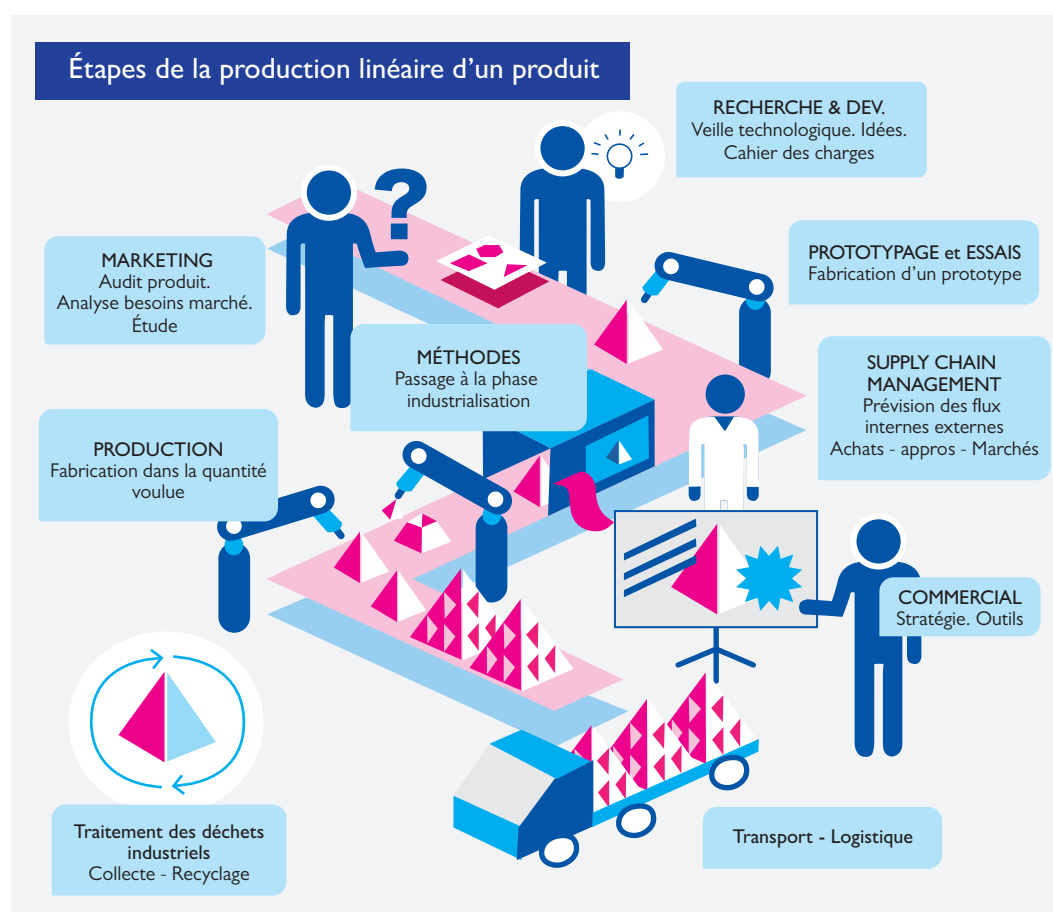 Étapes de la production linéaire d’un produit
RECHERCHE & DEV.
Veille technologique. Idées.
Cahier des charges
?
MARKETING
Audit produit.
Analyse besoins marché.
Étude
PROTOTYPAGE et ESSAIS
Fabrication d’un prototype
MÉTHODES
Passage à la phase
industrialisation
SUPPLY CHAIN
MANAGEMENT
Prévision des flux
internes externes
Achats - appros - Marchés
PRODUCTION
Fabrication dans la quantité
voulue
COMMERCIAL
Stratégie. Outils
Traitement des déchets
industriels
Collecte - Recyclage
Transport - Logistique